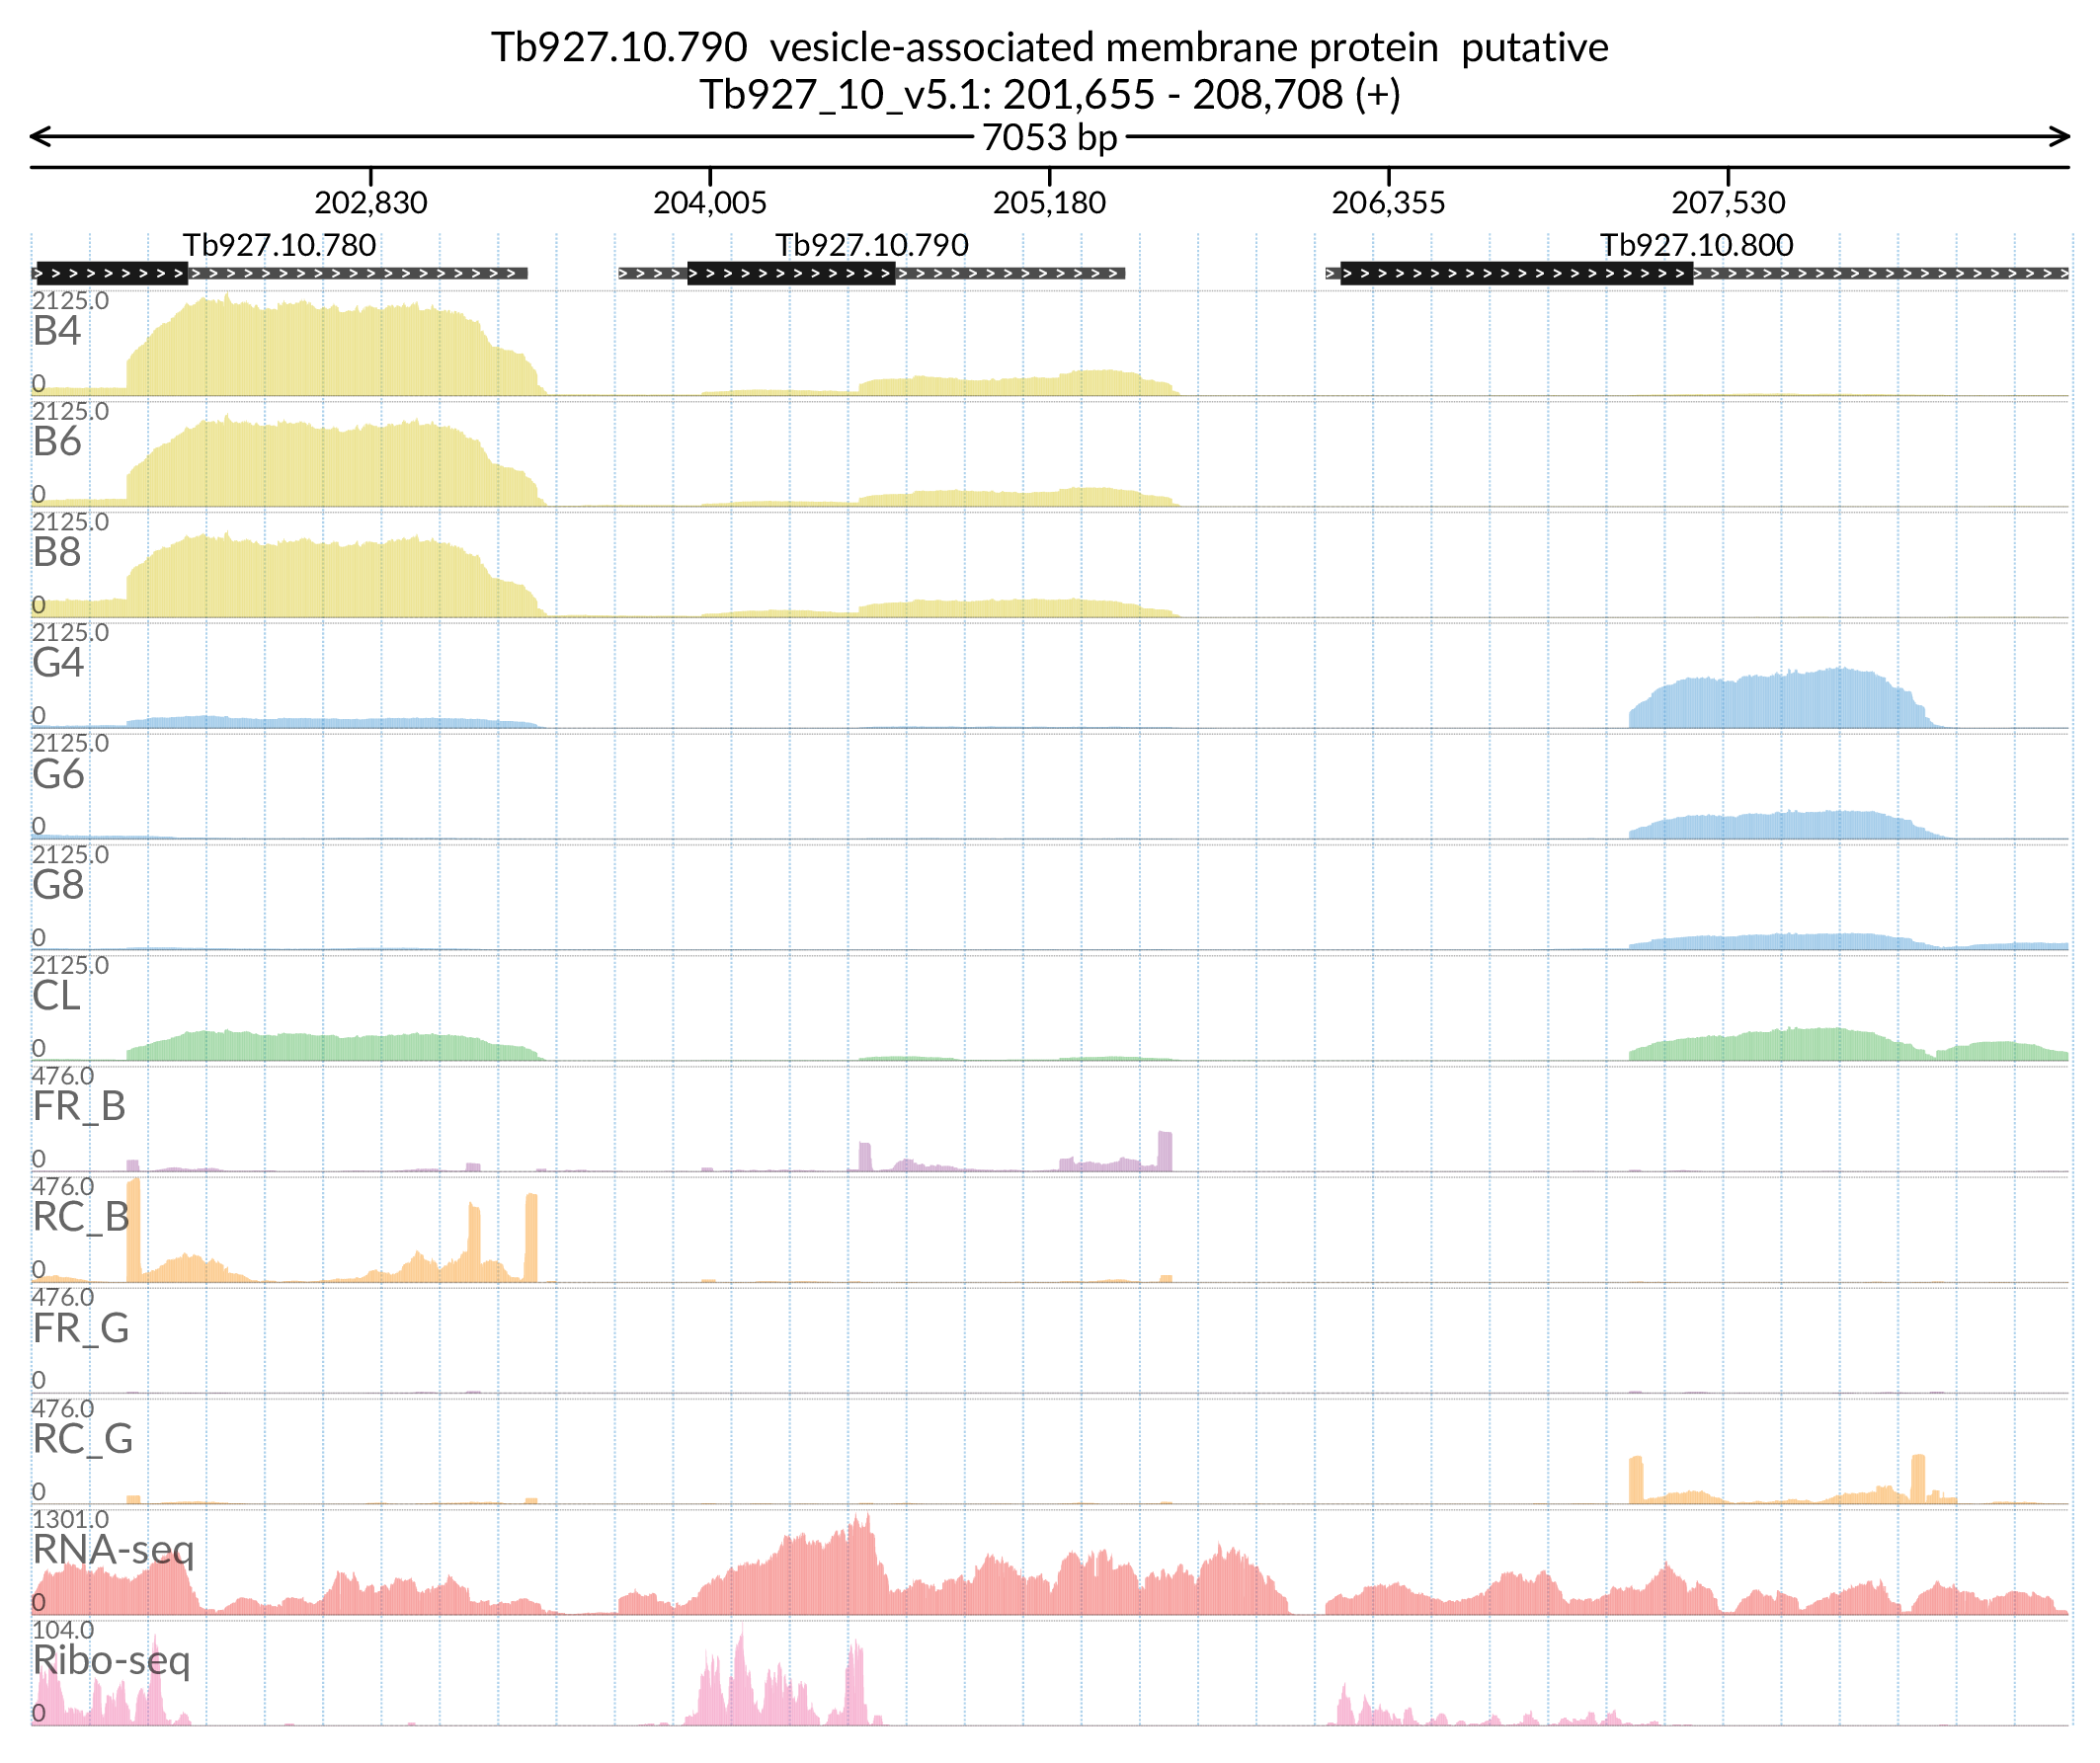 Tb927.10.790 vesicle-associated membrane protein putative
Tb927_10_v5.1: 201,655 - 208,708 (+)
7053 bp
202,830 204,005 205,180 206,355 207,530
Tb927.10.780 Tb927.10.790 Tb927.10.800
2125.0
B4
0
2125.0
B6
0
2125.0
B8
0
2125.0
G4
0
2125.0
G6
0
2125.0
G8
0
2125.0
CL
0
476.0
FR_B
0
476.0
RC_B
0
476.0
FR_G
0
476.0
RC_G
0
1301.0
RNA-seq
0
104.0
Ribo-seq
0